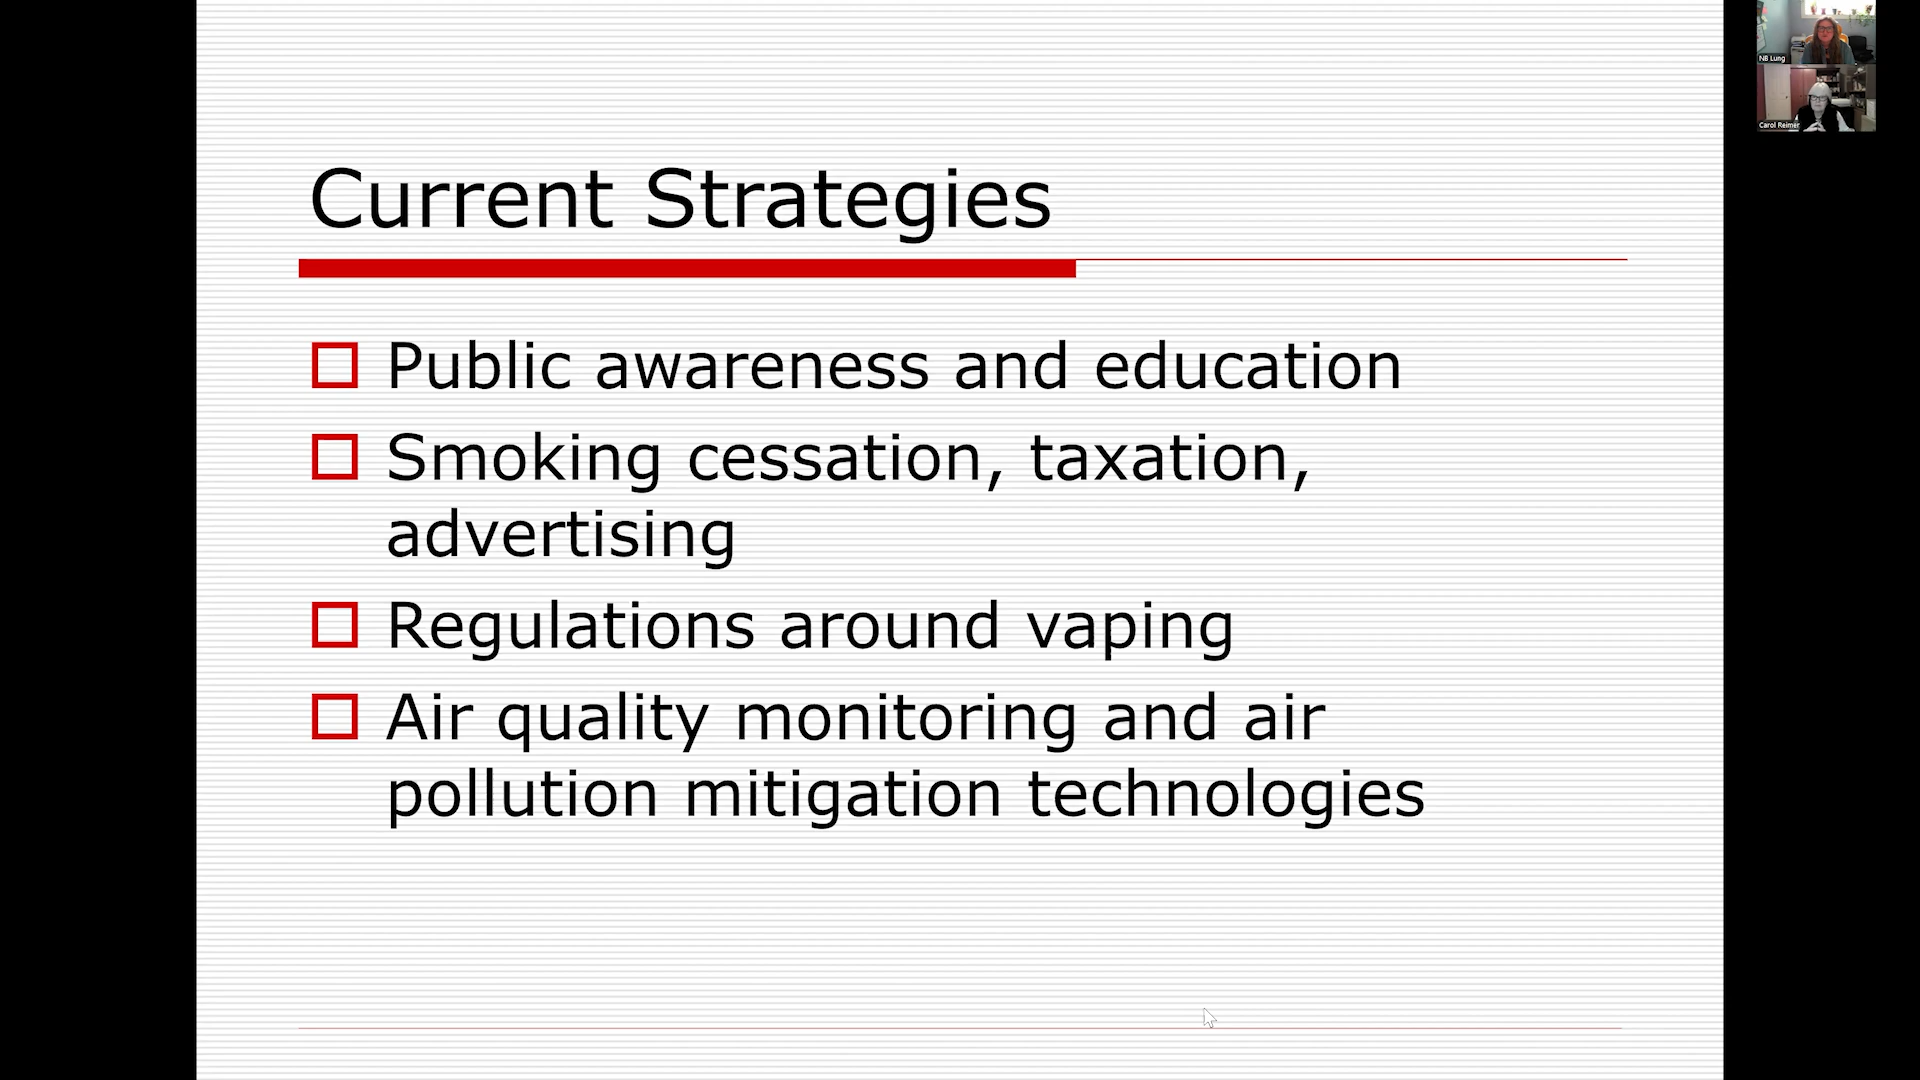 NB Lung
Carol Reimer
Current Strategies
Public awareness and education
Smoking cessation, taxation,
advertising
Regulations around vaping
Air quality monitoring and air
pollution mitigation technologies